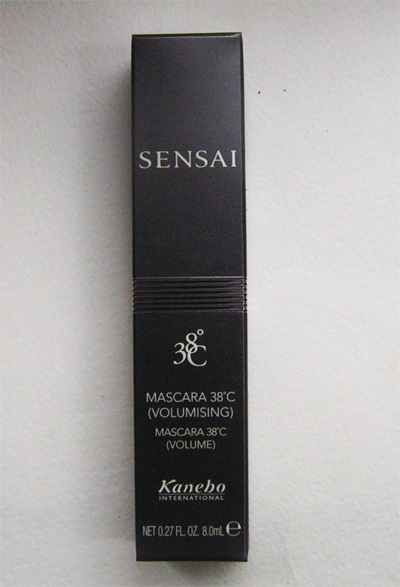 SENSAI
38°C
MASCARA 38°C
(VOLUMISING)
MASCARA 38°C
(VOLUME)
Kanebo
INTERNATIONAL
NET 0.27 FL. OZ. 8.0mL ℮